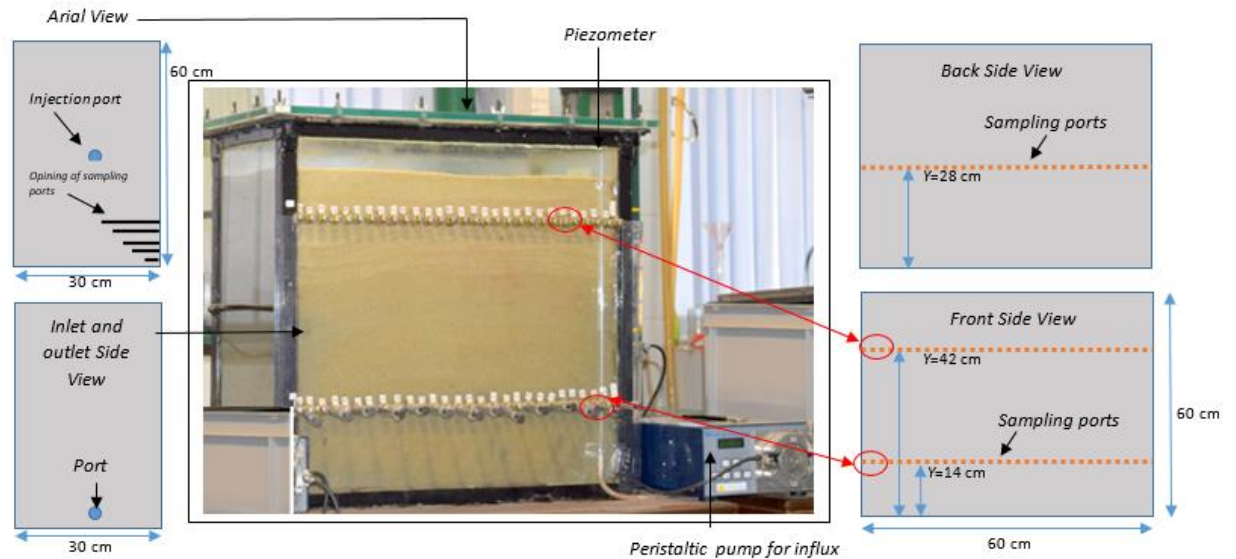 Arial View
Piezometer
60 cm
Injection port
Opining of sampling
ports
30 cm
Inlet and
outlet Side
View
Port
30 cm
Back Side View
Sampling ports
Y=28 cm
Front Side View
Y=42 cm
Sampling ports
Y=14 cm
60 cm
60 cm
Peristaltic pump for influx